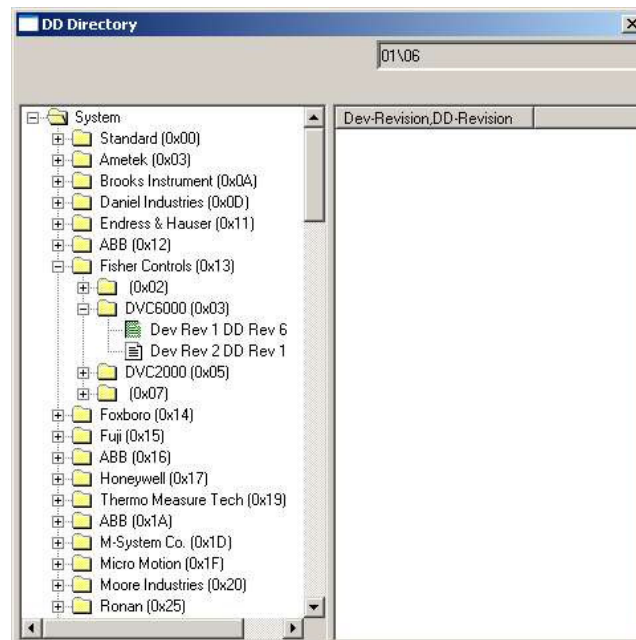 DD Directory
01\06
System
Standard (0x00)
Ametek (0x03)
Brooks Instrument (0x0A)
Daniel Industries (0x0D)
Endress & Hauser (0x11)
ABB (0x12)
Fisher Controls (0x13)
(0x02)
DVC6000 (0x03)
Dev Rev 1 DD Rev 6
Dev Rev 2 DD Rev 1
DVC2000 (0x05)
(0x07)
Foxboro (0x14)
Fuji (0x15)
ABB (0x16)
Honeywell (0x17)
Thermo Measure Tech (0x19)
ABB (0x1A)
M-System Co. (0x1D)
Micro Motion (0x1F)
Moore Industries (0x20)
Ronan (0x25)
Dev-Revision,DD-Revision